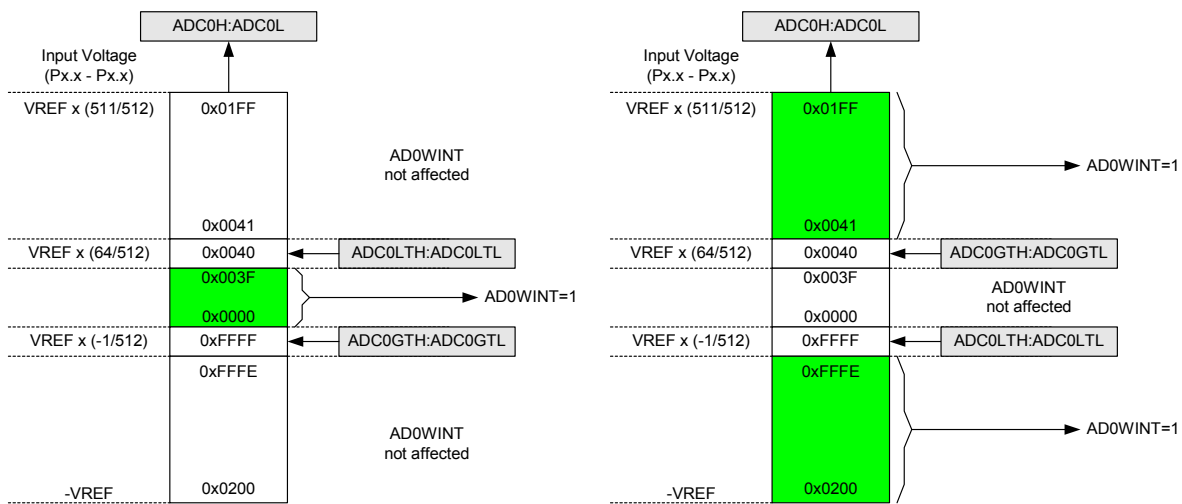 ADC0H:ADC0L
Input Voltage
(Px.x - Px.x)
VREF x (511/512)
0x01FF
AD0WINT
not affected
0x0041
VREF x (64/512)
0x0040
ADC0LTH:ADC0LTL
0x003F
AD0WINT=1
0x0000
VREF x (-1/512)
0xFFFF
ADC0GTH:ADC0GTL
0xFFFE
AD0WINT
not affected
-VREF
0x0200
ADC0H:ADC0L
Input Voltage
(Px.x - Px.x)
VREF x (511/512)
0x01FF
AD0WINT=1
0x0041
VREF x (64/512)
0x0040
ADC0GTH:ADC0GTL
0x003F
AD0WINT
not affected
0x0000
VREF x (-1/512)
0xFFFF
ADC0LTH:ADC0LTL
0xFFFE
AD0WINT=1
-VREF
0x0200